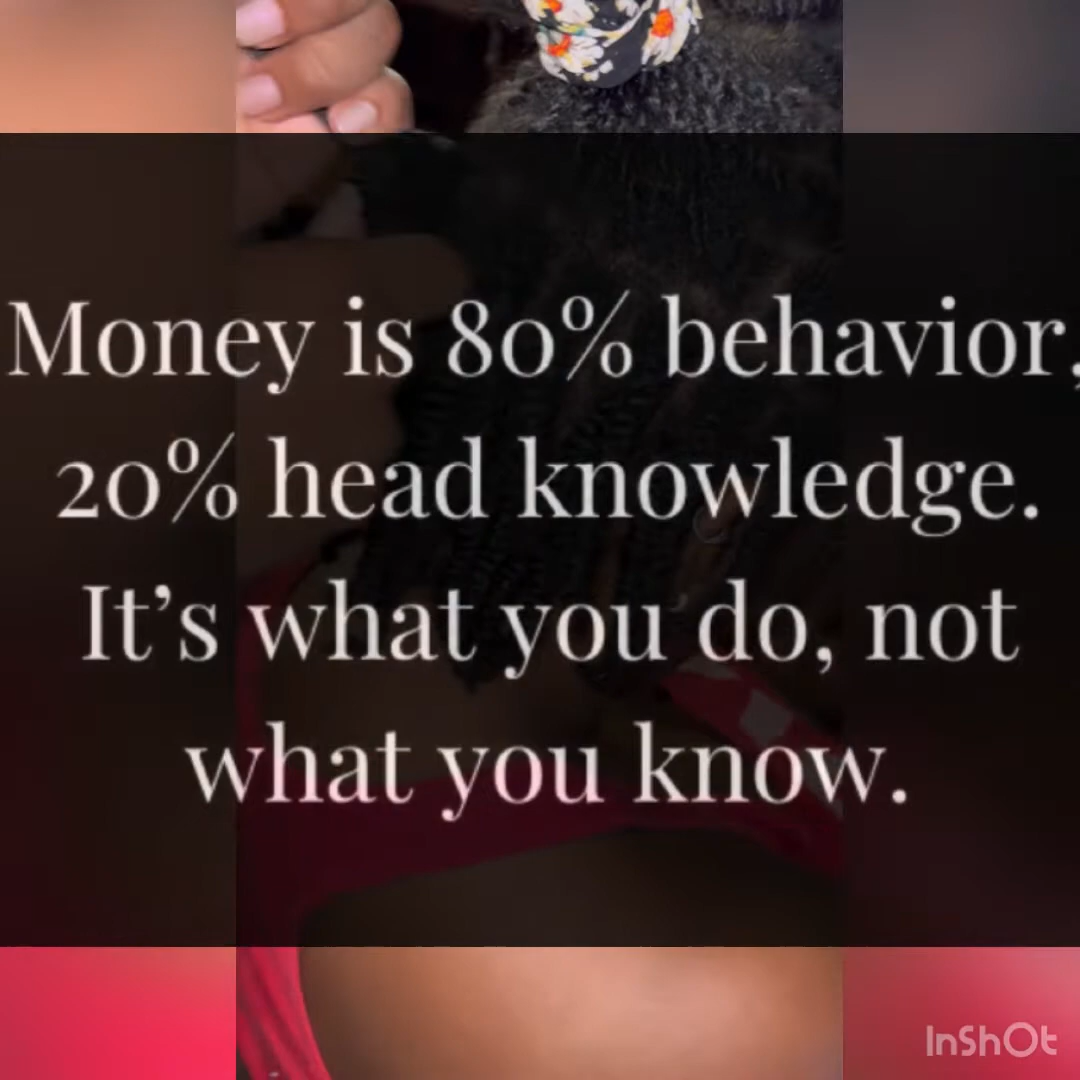 Money is 80% behavior,
20% head knowledge.
It’s what you do, not
what you know.
InShOt